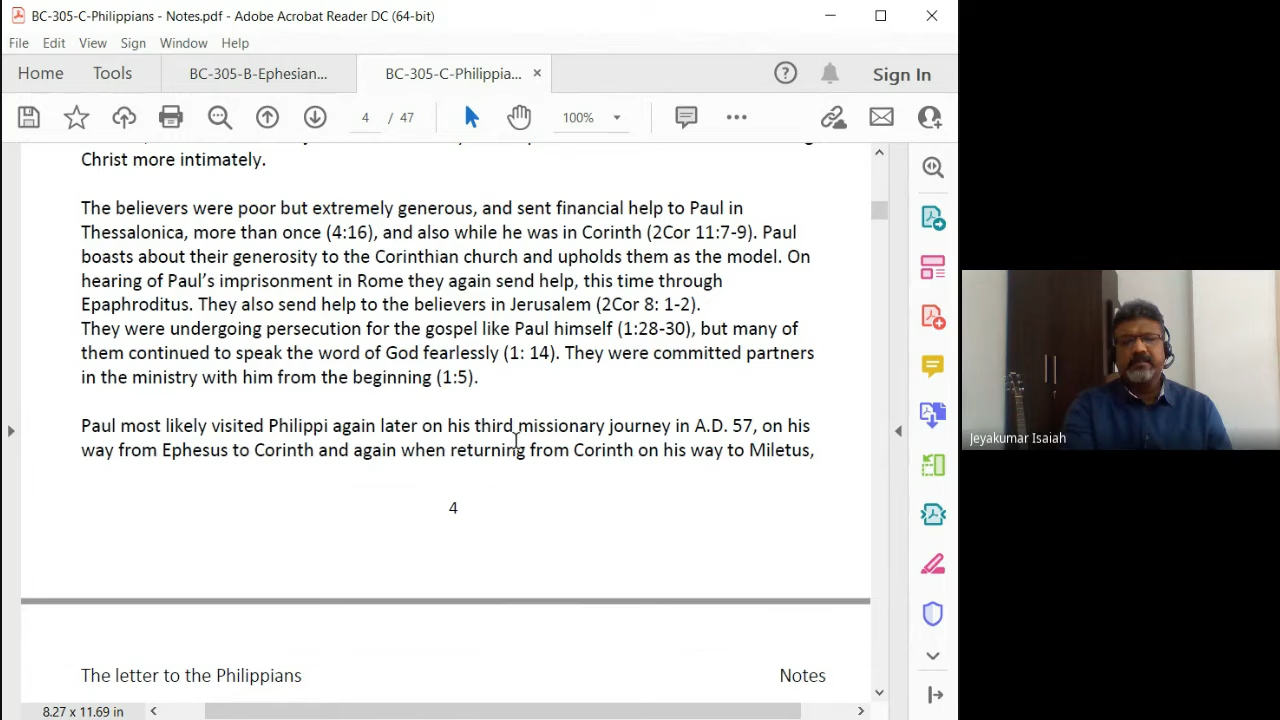 BC-305-C-Philippians - Notes.pdf - Adobe Acrobat Reader DC (64-bit)
File Edit View Sign Window Help
Home Tools BC-305-B-Ephesian... BC-305-C-Philippia... × Sign In
4 / 47 100%
Christ more intimately.
The believers were poor but extremely generous, and sent financial help to Paul in
Thessalonica, more than once (4:16), and also while he was in Corinth (2Cor 11:7-9). Paul
boasts about their generosity to the Corinthian church and upholds them as the model. On
hearing of Paul's imprisonment in Rome they again send help, this time through
Epaphroditus. They also send help to the believers in Jerusalem (2Cor 8: 1-2).
They were undergoing persecution for the gospel like Paul himself (1:28-30), but many of
them continued to speak the word of God fearlessly (1: 14). They were committed partners
in the ministry with him from the beginning (1:5).
Paul most likely visited Philippi again later on his third missionary journey in A.D. 57, on his
way from Ephesus to Corinth and again when returning from Corinth on his way to Miletus,
4
The letter to the Philippians Notes
8.27 x 11.69 in
Jeyakumar Isaiah